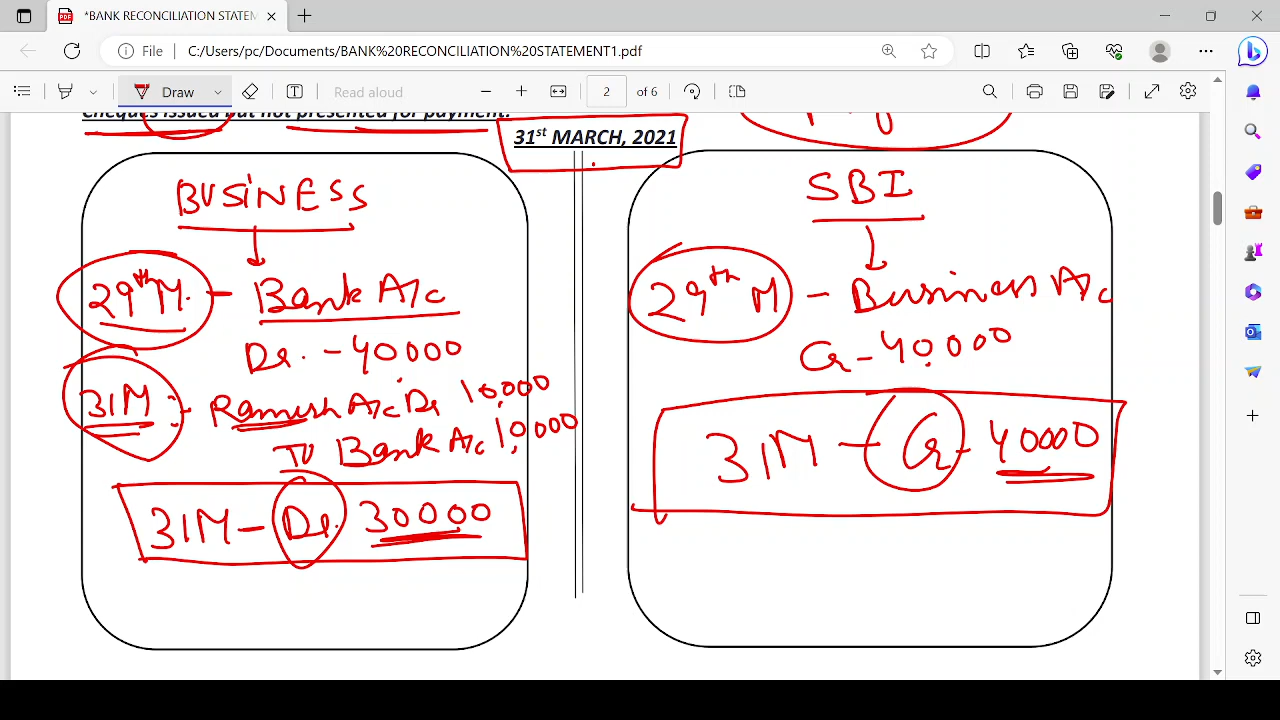 *BANK RECONCILIATION STATEM
File
C:/Users/pc/Documents/BANK%20RECONCILIATION%20STATEMENT1.pdf
Draw
Read aloud
2
of 6
Cheques issued but not presented for payment.
31st MARCH, 2021
BUSINESS
29th M. - Bank A/c
Dr. - 40000
31M - Ramesh A/c Dr 10,000
To Bank A/c 10,000
31M - Dr. 30000
SBI
29th M - Business A/c
Cr - 40,000
31M - Cr - 40000